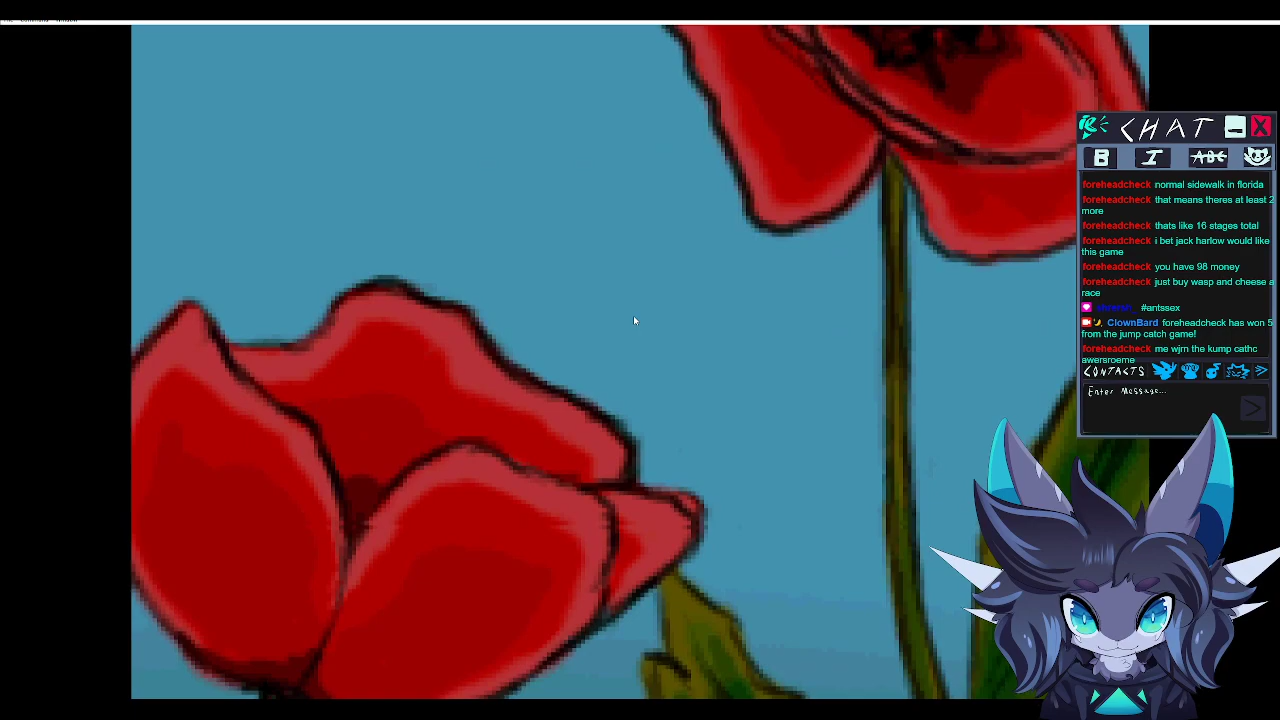 CHAT
B I ABC
foreheadcheck normal sidewalk in florida
foreheadcheck that means theres at least 2
more
foreheadcheck thats like 16 stages total
foreheadcheck i bet jack harlow would like
this game
foreheadcheck you have 98 money
foreheadcheck just buy wasp and cheese a
race
#antssex
ClownBard foreheadcheck has won 5
from the jump catch game!
foreheadcheck me wjrn the kump cathc
awersroeme
CONTACTS
Enter Message...